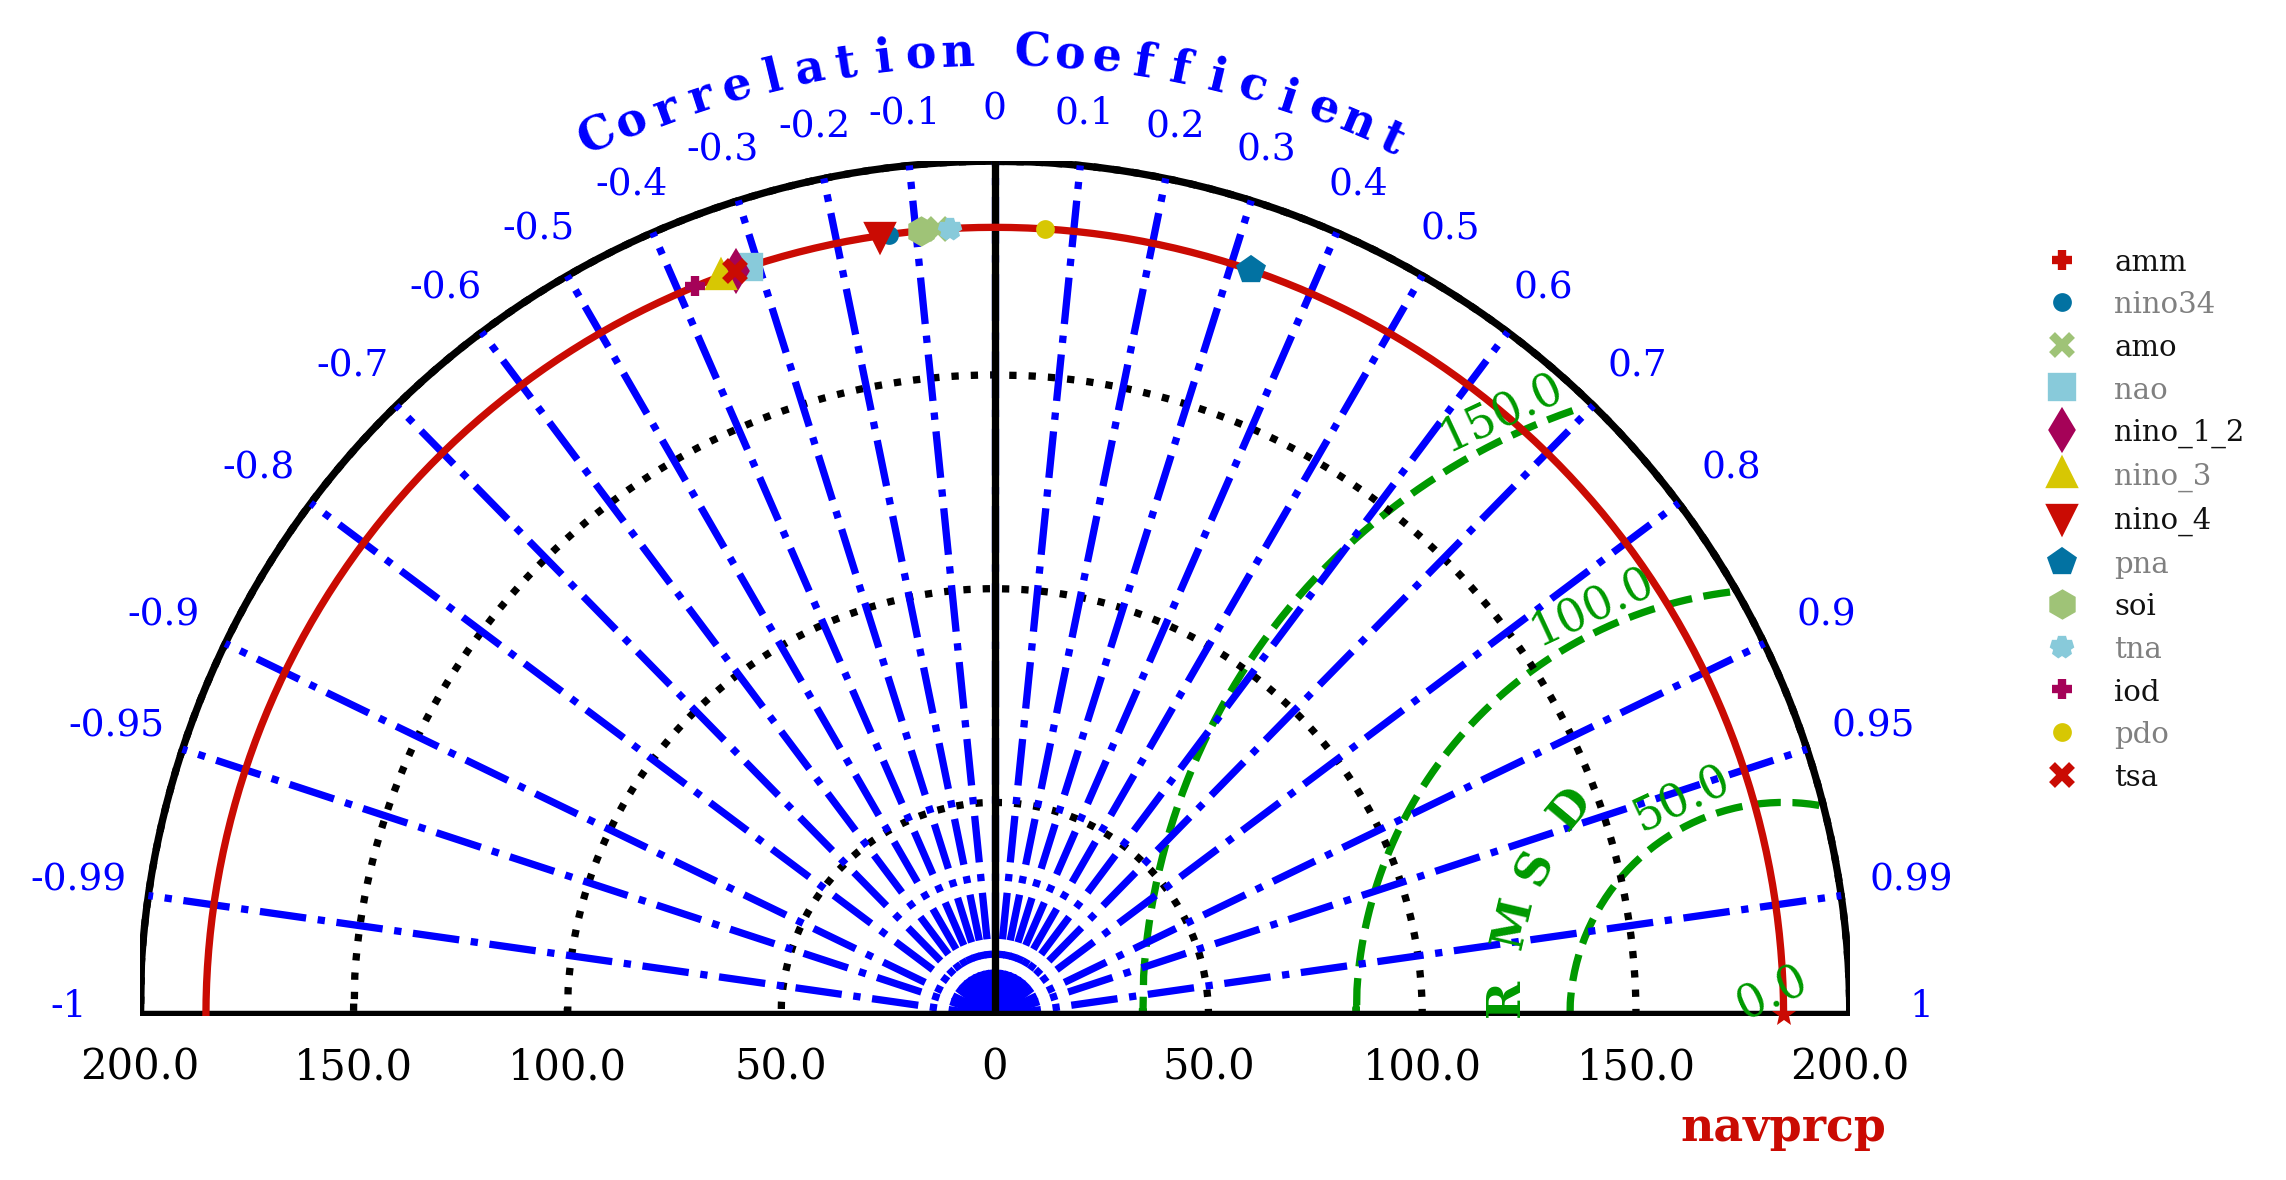 Correlation Coefficient
-1
-0.99
-0.95
-0.9
-0.8
-0.7
-0.6
-0.5
-0.4
-0.3
-0.2
-0.1
0
0.1
0.2
0.3
0.4
0.5
0.6
0.7
0.8
0.9
0.95
0.99
1
150.0
100.0
50.0
0.0
RMSD
200.0 150.0 100.0 50.0 0 50.0 100.0 150.0 200.0
navprcp
amm
nino34
amo
nao
nino_1_2
nino_3
nino_4
pna
soi
tna
iod
pdo
tsa